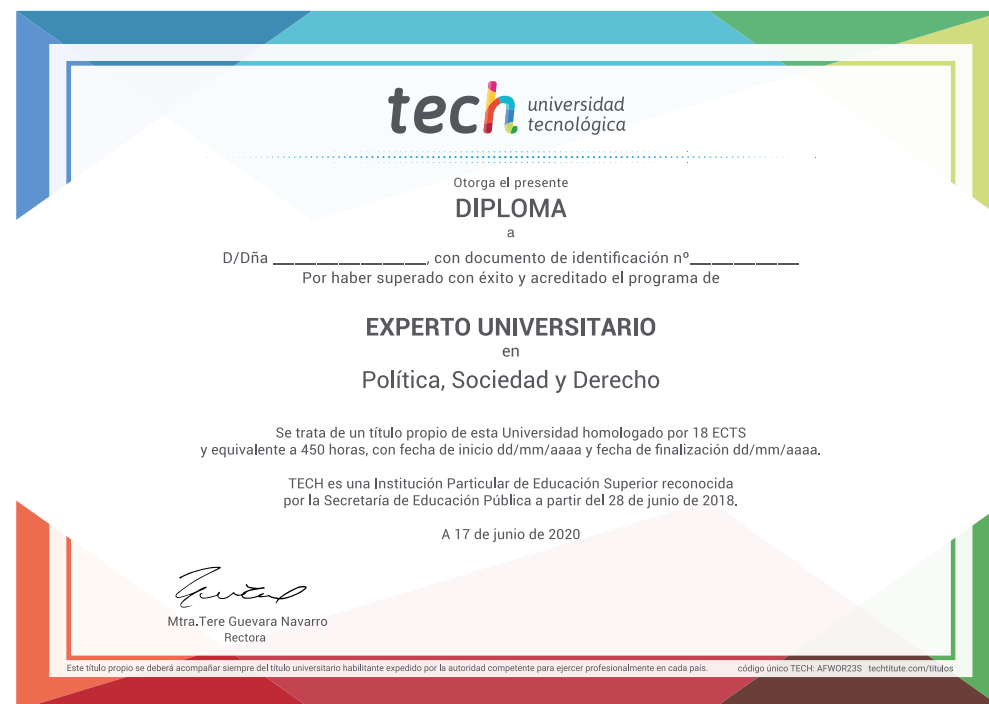 tech universidad
tecnológica
Otorga el presente
DIPLOMA
a
D/Dña ______________, con documento de identificación nº__________
Por haber superado con éxito y acreditado el programa de
EXPERTO UNIVERSITARIO
en
Política, Sociedad y Derecho
Se trata de un título propio de esta Universidad homologado por 18 ECTS
y equivalente a 450 horas, con fecha de inicio dd/mm/aaaa y fecha de finalización dd/mm/aaaa.
TECH es una Institución Particular de Educación Superior reconocida
por la Secretaría de Educación Pública a partir del 28 de junio de 2018.
A 17 de junio de 2020
Mtra.Tere Guevara Navarro
Rectora
Este título propio se deberá acompañar siempre del título universitario habilitante expedido por la autoridad competente para ejercer profesionalmente en cada país. código único TECH: AFWOR23S techtitute.com/titulos